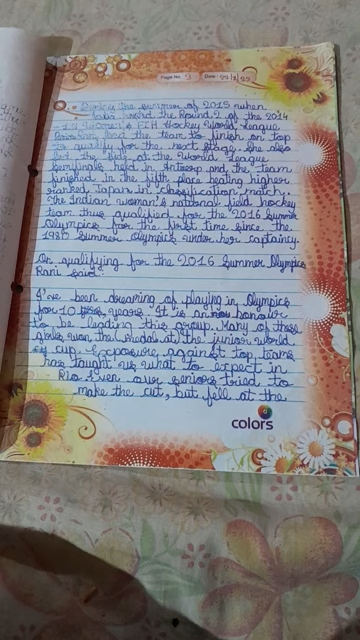 Page No. 3 Date
During the summer of 2015 when
the Round 2 of the 2014
-15 Women's FIH Hockey World League
led the team to finish on top
to qualify for the next stage. She also
led the side at the World League
Semifinals held in Antwerp and the team
finished in the fifth place beating higher
ranked Japan in classification match.
The Indian women's national field hockey
team thus qualified for the 2016 Summer
Olympics for the first time since the
1980 Summer Olympics under her captaincy.
On qualifying for the 2016 Summer Olympics
Rani said:
I've been dreaming of playing in Olympics
for 10 years. It is an honour
to be leading this group. Many of these
girls won the medal at the junior world
cup. Exposure against top teams
has taught us what to expect in
Rio. Even our seniors tried to
make the cut, but fell at the
colors